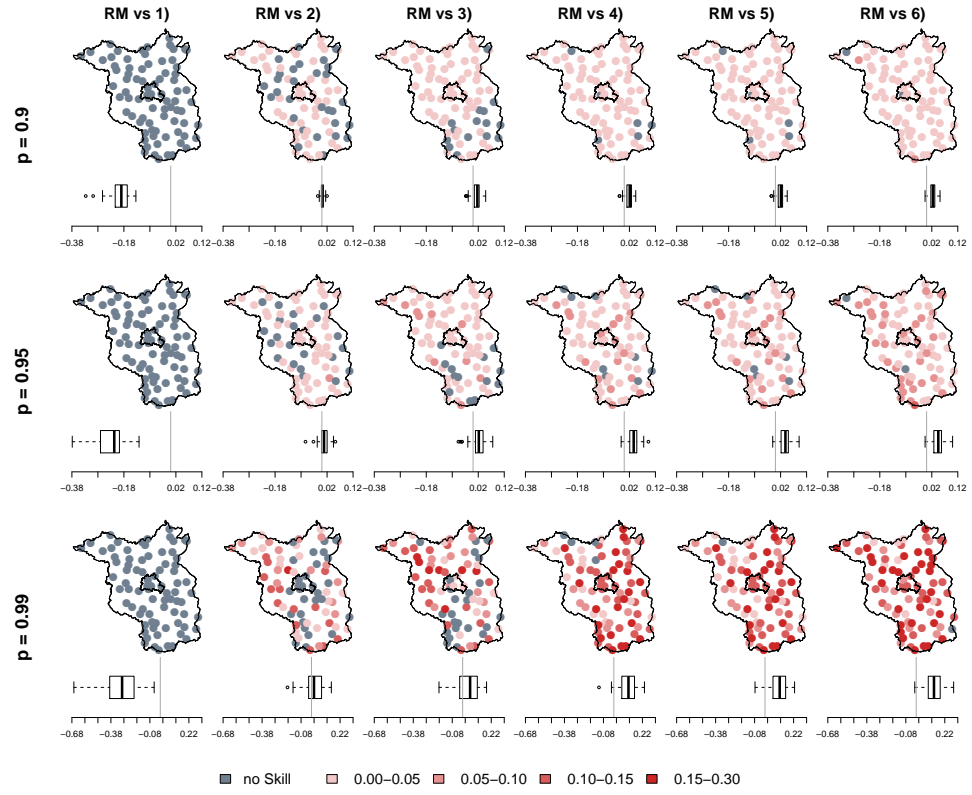 RM vs 1) RM vs 2) RM vs 3) RM vs 4) RM vs 5) RM vs 6)
p = 0.9
−0.38 −0.18 0.02 0.12 −0.38 −0.18 0.02 0.12 −0.38 −0.18 0.02 0.12 −0.38 −0.18 0.02 0.12 −0.38 −0.18 0.02 0.12 −0.38 −0.18 0.02 0.12
p = 0.95
−0.38 −0.18 0.02 0.12 −0.38 −0.18 0.02 0.12 −0.38 −0.18 0.02 0.12 −0.38 −0.18 0.02 0.12 −0.38 −0.18 0.02 0.12 −0.38 −0.18 0.02 0.12
p = 0.99
−0.68 −0.38 −0.08 0.22 −0.68 −0.38 −0.08 0.22 −0.68 −0.38 −0.08 0.22 −0.68 −0.38 −0.08 0.22 −0.68 −0.38 −0.08 0.22 −0.68 −0.38 −0.08 0.22
no Skill 0.00−0.05 0.05−0.10 0.10−0.15 0.15−0.30